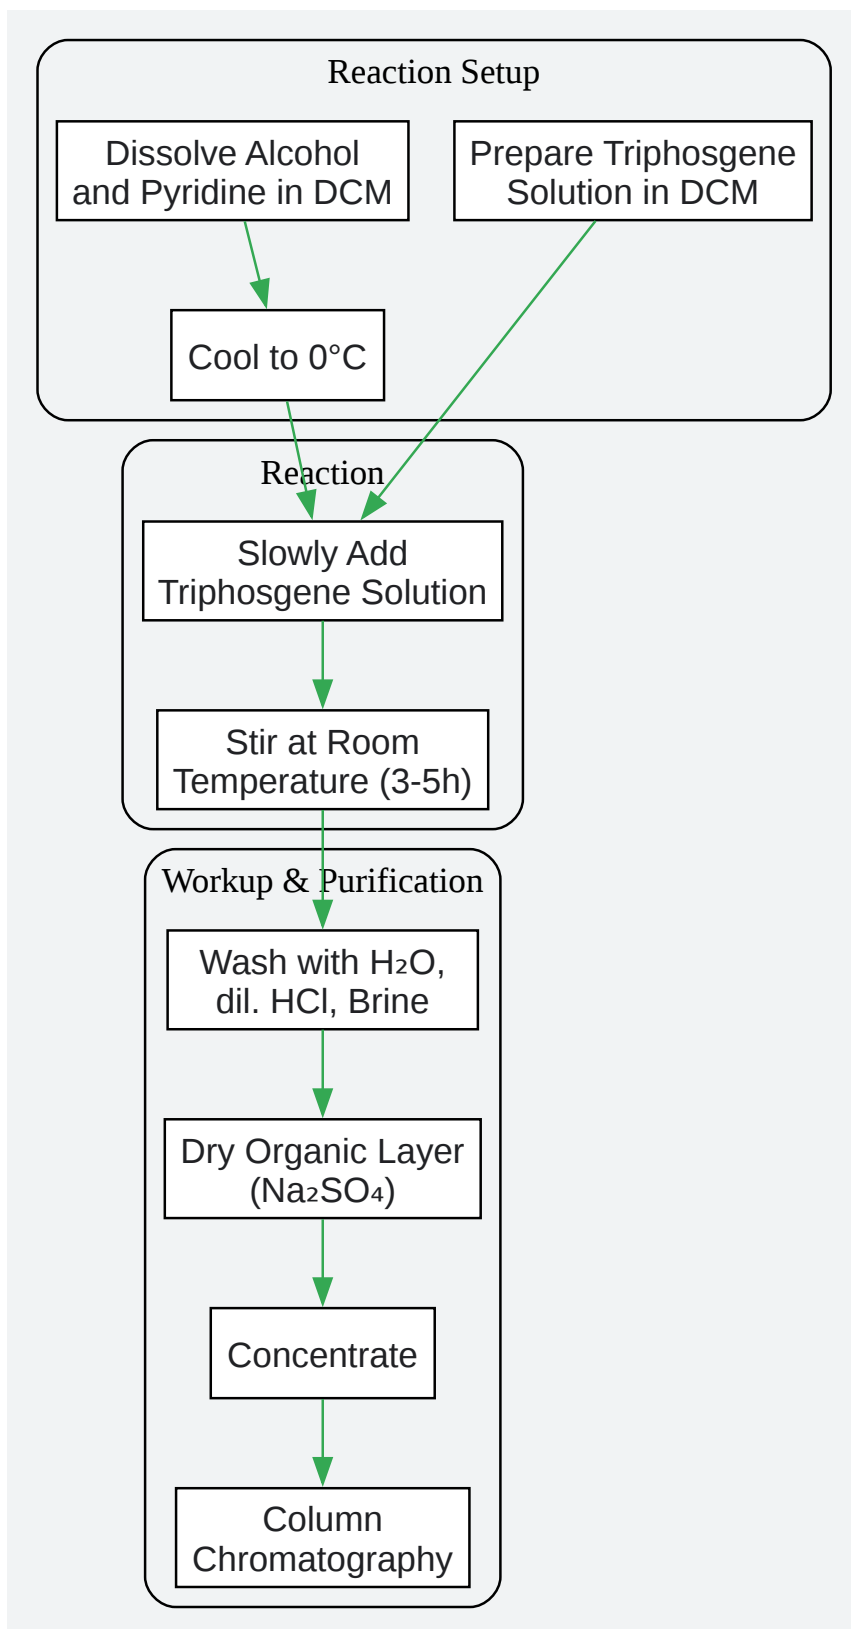 Reaction Setup
Dissolve Alcohol
and Pyridine in DCM
Prepare Triphosgene
Solution in DCM
Cool to 0°C
Reaction
Slowly Add
Triphosgene Solution
Stir at Room
Temperature (3-5h)
Workup & Purification
Wash with H₂O,
dil. HCl, Brine
Dry Organic Layer
(Na₂SO₄)
Concentrate
Column
Chromatography